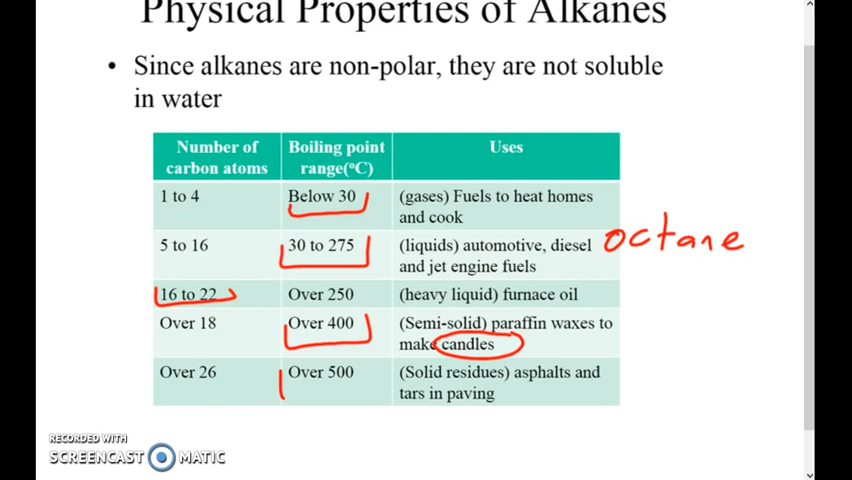 Physical Properties of Alkanes
• Since alkanes are non-polar, they are not soluble
in water
Number of carbon atoms Boiling point range(°C) Uses
1 to 4 Below 30 (gases) Fuels to heat homes
and cook
5 to 16 30 to 275 (liquids) automotive, diesel octane
and jet engine fuels
16 to 22 Over 250 (heavy liquid) furnace oil
Over 18 Over 400 (Semi-solid) paraffin waxes to
make candles
Over 26 Over 500 (Solid residues) asphalts and
tars in paving
RECORDED WITH
SCREENCAST MATIC